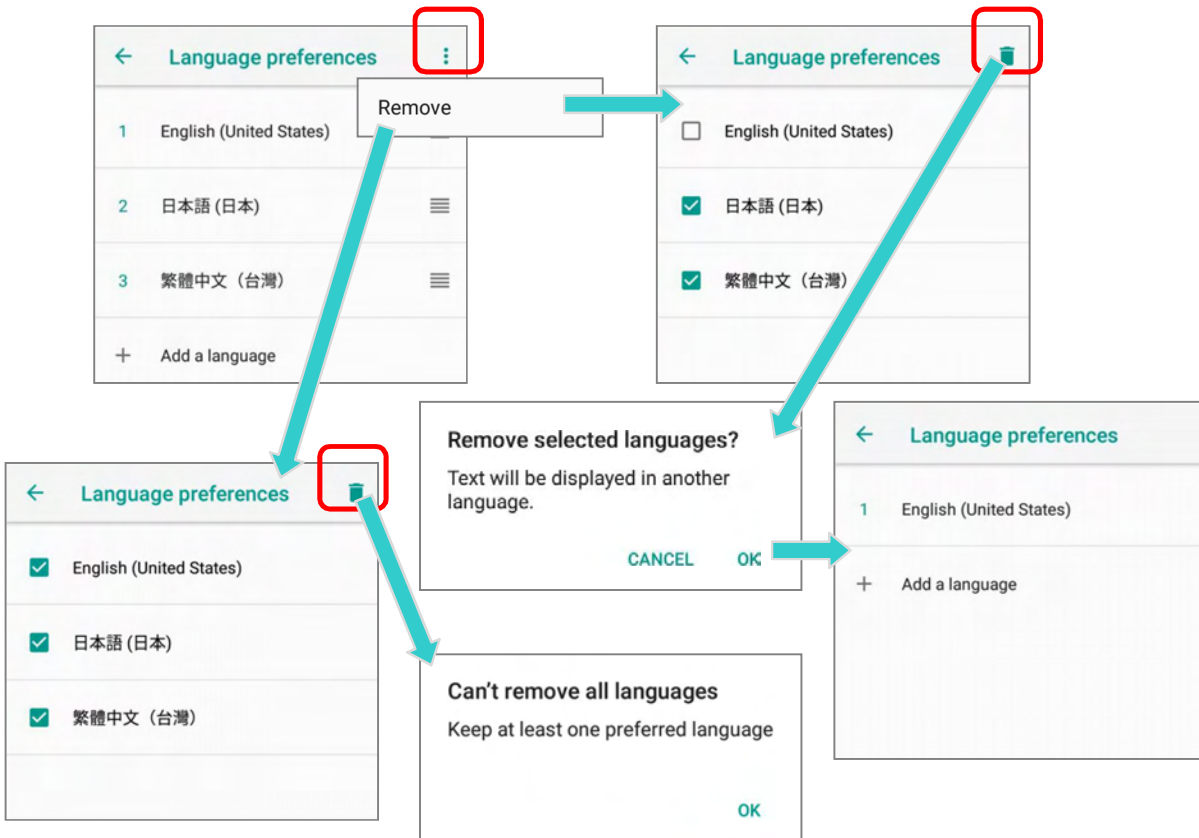 Language preferences
Remove
1 English (United States)
2 日本語 (日本)
3 繁體中文（台灣）
+ Add a language
Language preferences
English (United States)
日本語 (日本)
繁體中文（台灣）
Language preferences
English (United States)
日本語 (日本)
繁體中文（台灣）
Remove selected languages?
Text will be displayed in another
language.
CANCEL OK
Can't remove all languages
Keep at least one preferred language
OK
Language preferences
1 English (United States)
+ Add a language